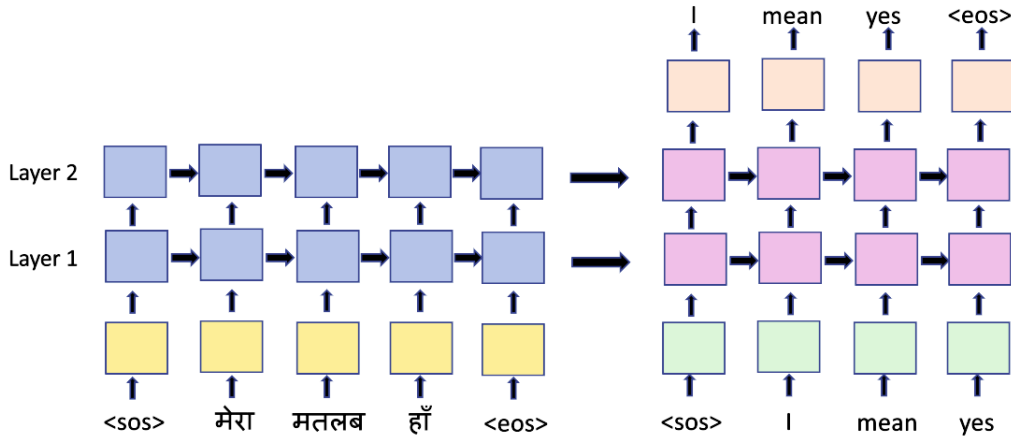 I mean yes <eos>
Layer 2
Layer 1
<sos> मेरा मतलब हाँ <eos>
<sos> I mean yes